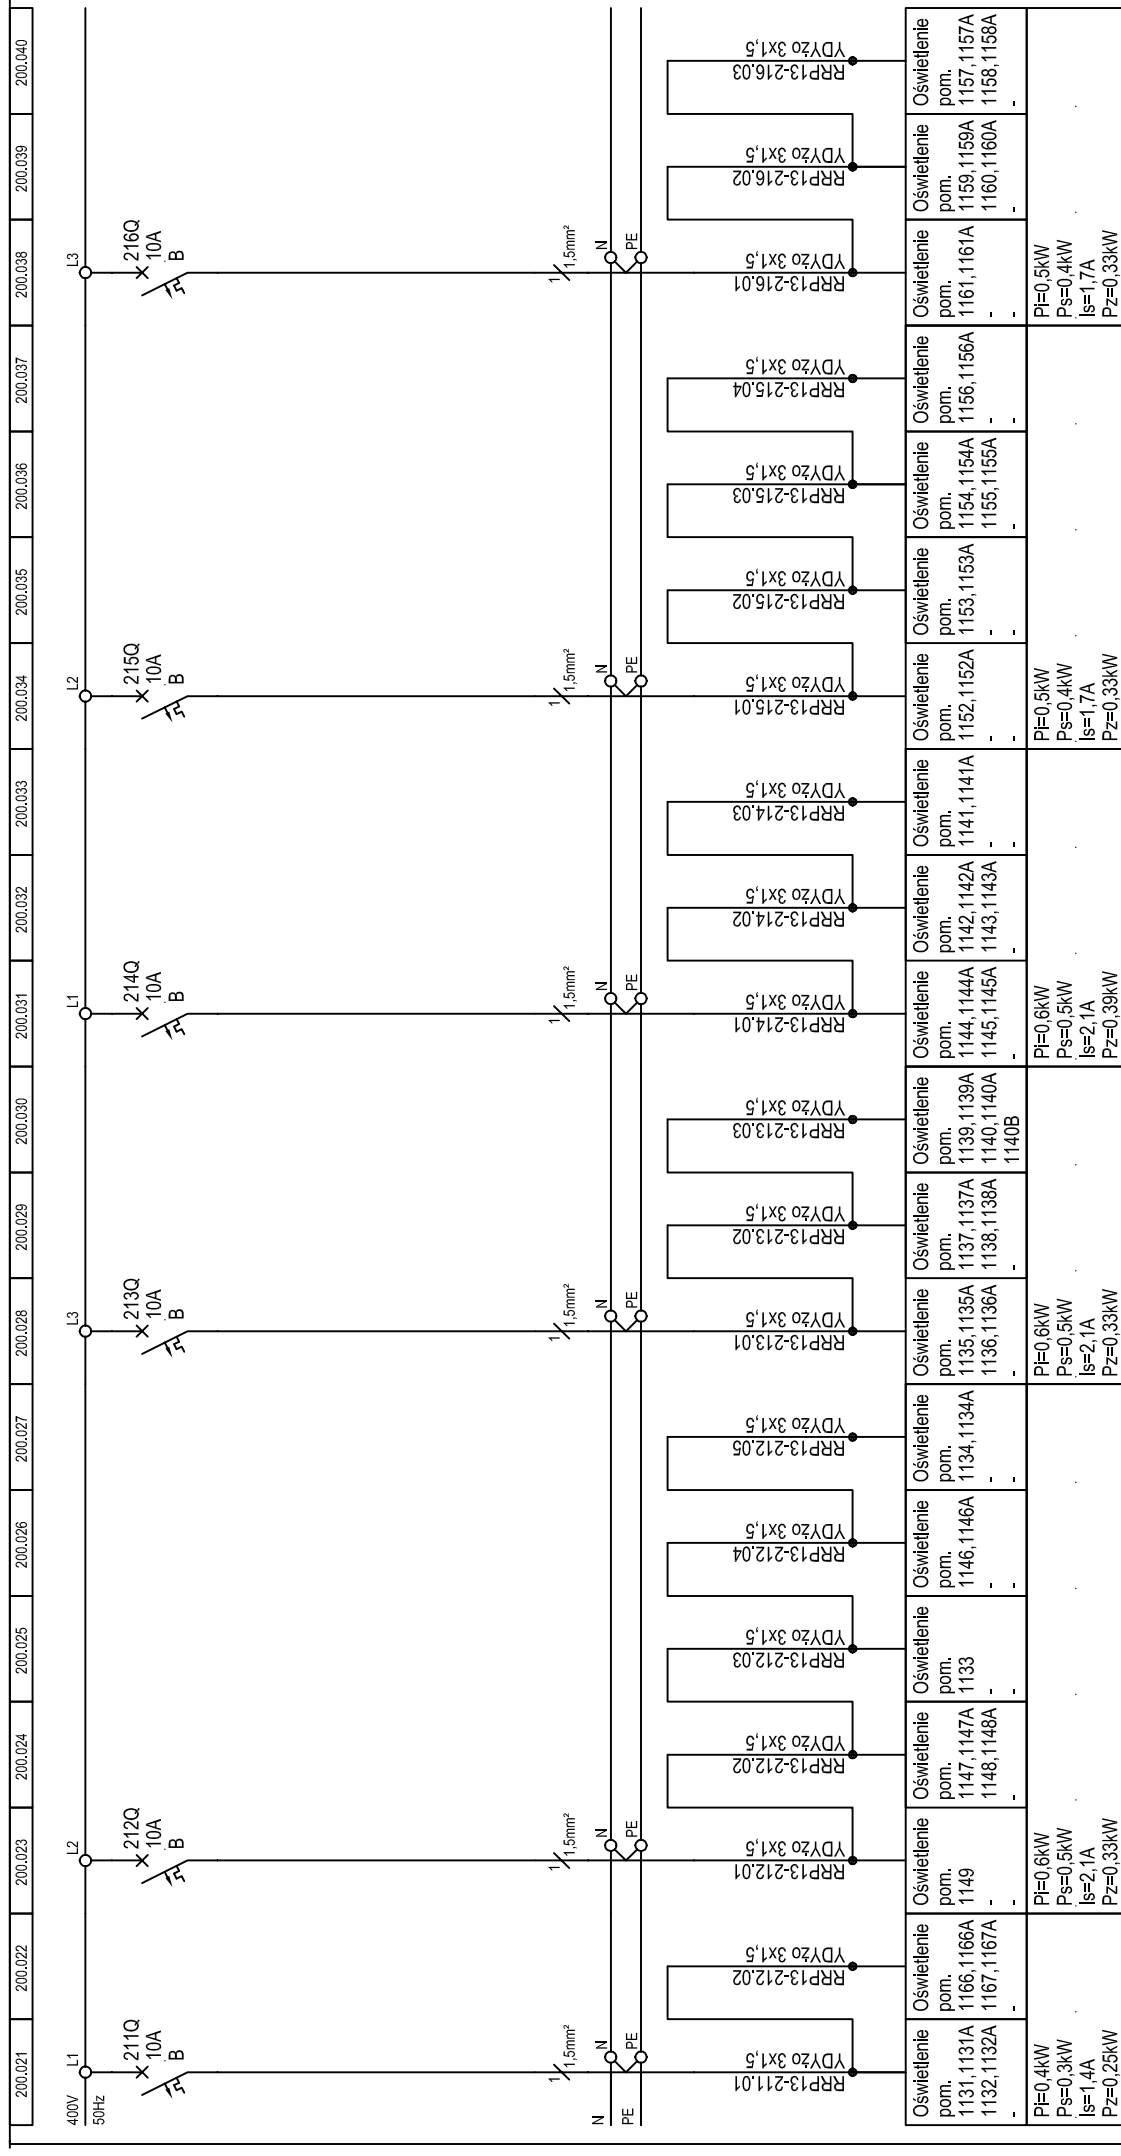 200.021
200.022
200.023
200.024
200.025
200.026
200.027
200.028
200.029
200.030
200.031
200.032
200.033
200.034
200.035
200.036
200.037
200.038
200.039
200.040
400V
50Hz
L1
211Q
10A
B
L2
212Q
10A
B
L3
213Q
10A
B
L1
214Q
10A
B
L2
215Q
10A
B
L3
216Q
10A
B
1
1,5mm²
1
1,5mm²
1
1,5mm²
1
1,5mm²
1
1,5mm²
1
1,5mm²
N
PE
N
PE
N
PE
N
PE
N
PE
N
PE
N
PE
RRP13-211.01
YDYżo 3x1,5
RRP13-212.02
YDYżo 3x1,5
RRP13-212.01
YDYżo 3x1,5
RRP13-212.02
YDYżo 3x1,5
RRP13-212.03
YDYżo 3x1,5
RRP13-212.04
YDYżo 3x1,5
RRP13-212.05
YDYżo 3x1,5
RRP13-213.01
YDYżo 3x1,5
RRP13-213.02
YDYżo 3x1,5
RRP13-213.03
YDYżo 3x1,5
RRP13-214.01
YDYżo 3x1,5
RRP13-214.02
YDYżo 3x1,5
RRP13-214.03
YDYżo 3x1,5
RRP13-215.01
YDYżo 3x1,5
RRP13-215.02
YDYżo 3x1,5
RRP13-215.03
YDYżo 3x1,5
RRP13-215.04
YDYżo 3x1,5
RRP13-216.01
YDYżo 3x1,5
RRP13-216.02
YDYżo 3x1,5
RRP13-216.03
YDYżo 3x1,5
Oświetlenie
pom.
1131,1131A
1132,1132A
-
Oświetlenie
pom.
1166,1166A
1167,1167A
-
Oświetlenie
pom.
1149
-
-
Oświetlenie
pom.
1147,1147A
1148,1148A
-
Oświetlenie
pom.
1133
-
-
Oświetlenie
pom.
1146,1146A
-
-
Oświetlenie
pom.
1134,1134A
-
-
Oświetlenie
pom.
1135,1135A
1136,1136A
-
Oświetlenie
pom.
1137,1137A
1138,1138A
-
Oświetlenie
pom.
1139,1139A
1140,1140A
1140B
Oświetlenie
pom.
1144,1144A
1145,1145A
-
Oświetlenie
pom.
1142,1142A
1143,1143A
-
Oświetlenie
pom.
1141,1141A
-
-
Oświetlenie
pom.
1152,1152A
-
-
Oświetlenie
pom.
1153,1153A
-
-
Oświetlenie
pom.
1154,1154A
1155,1155A
-
Oświetlenie
pom.
1156,1156A
-
-
Oświetlenie
pom.
1161,1161A
-
-
Oświetlenie
pom.
1159,1159A
1160,1160A
-
Oświetlenie
pom.
1157,1157A
1158,1158A
-
Pi=0,4kW
Ps=0,3kW
Is=1,4A
Pz=0,25kW
Pi=0,6kW
Ps=0,5kW
Is=2,1A
Pz=0,33kW
Pi=0,6kW
Ps=0,5kW
Is=2,1A
Pz=0,33kW
Pi=0,6kW
Ps=0,5kW
Is=2,1A
Pz=0,39kW
Pi=0,5kW
Ps=0,4kW
Is=1,7A
Pz=0,33kW
Pi=0,5kW
Ps=0,4kW
Is=1,7A
Pz=0,33kW